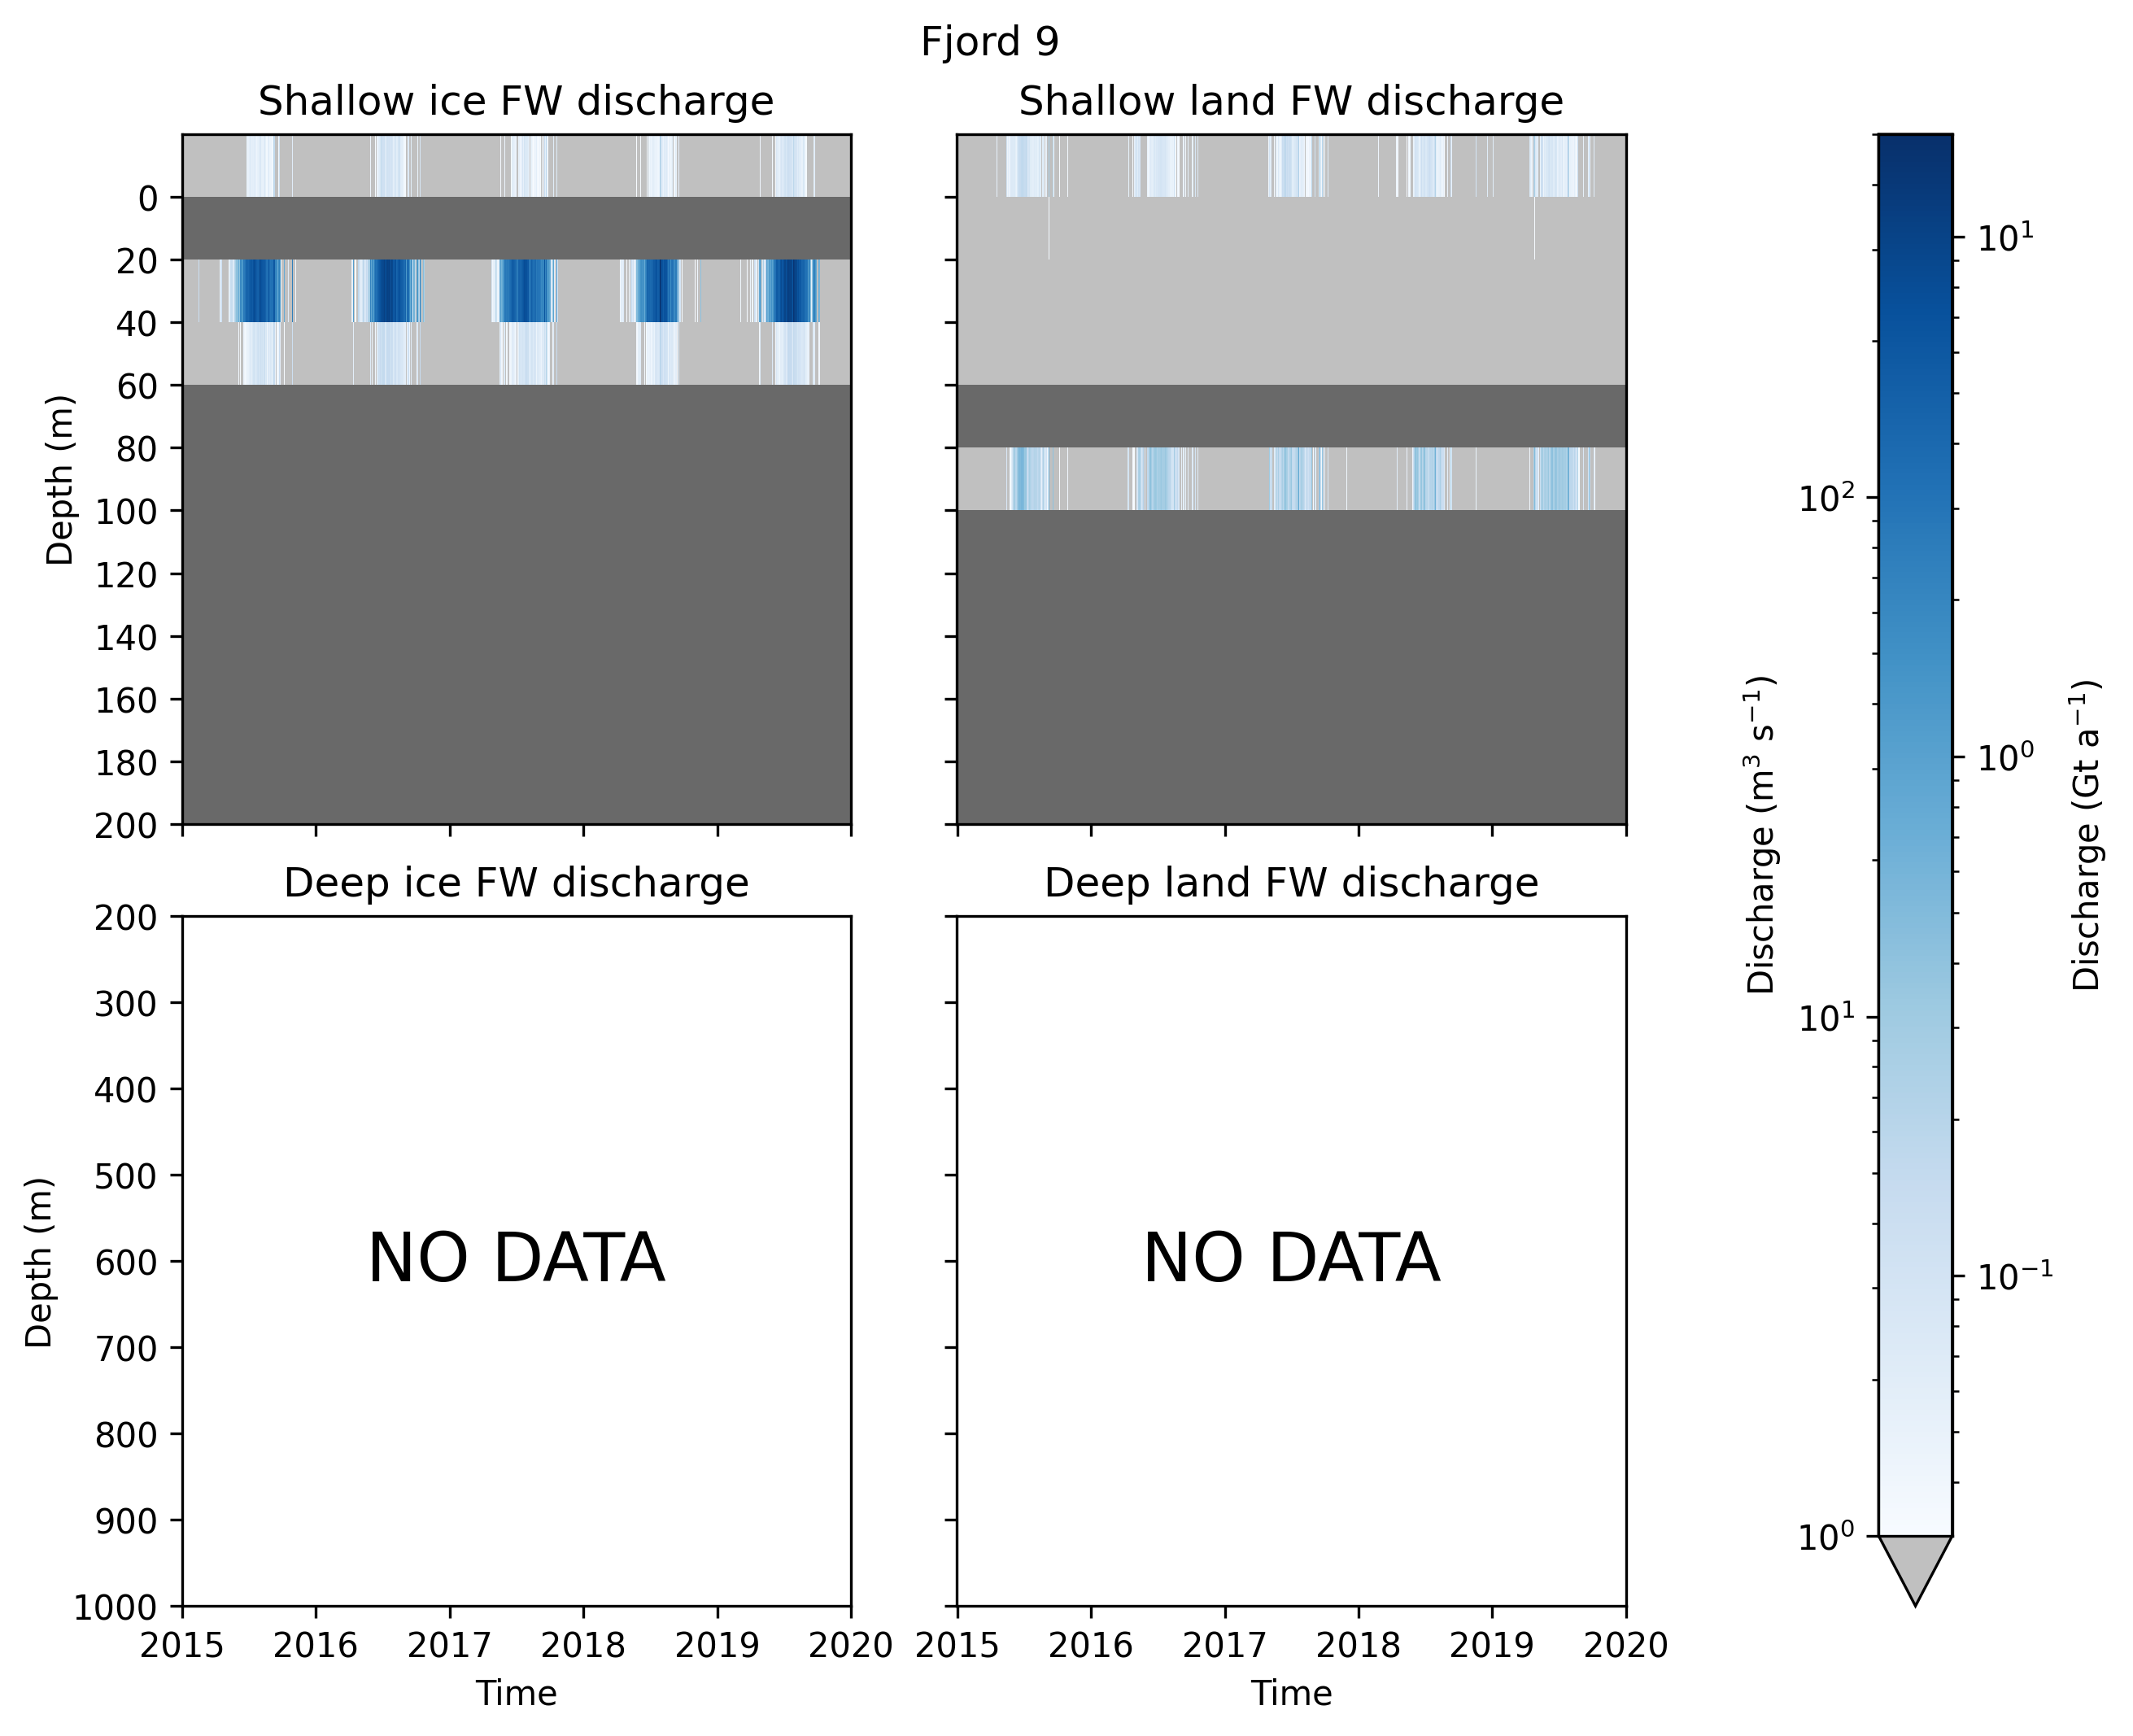 Fjord 9
Shallow ice FW discharge
Shallow land FW discharge
Depth (m)
0
20
40
60
80
100
120
140
160
180
200
Deep ice FW discharge
Deep land FW discharge
Depth (m)
200
300
400
500
600
700
800
900
1000
NO DATA
NO DATA
2015 2016 2017 2018 2019 2020
2015 2016 2017 2018 2019 2020
Time
Time
Discharge (m³ s⁻¹)
10²
10¹
10⁰
10¹
10⁰
10⁻¹
Discharge (Gt a⁻¹)